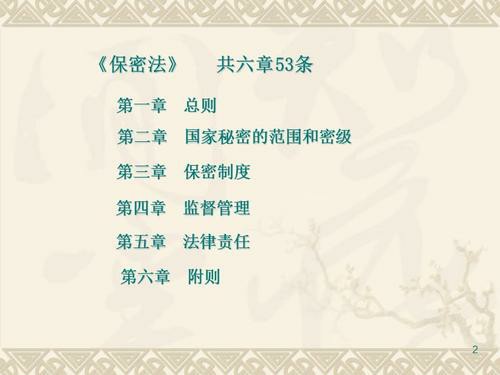 《保密法》 共六章53条
第一章 总则
第二章 国家秘密的范围和密级
第三章 保密制度
第四章 监督管理
第五章 法律责任
第六章 附则
2